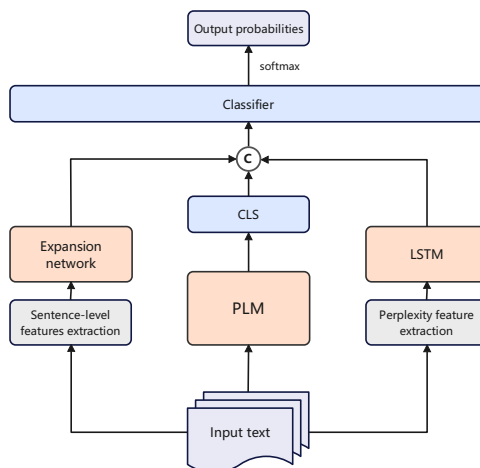 Output probabilities
softmax
Classifier
C
CLS
Expansion
network
LSTM
PLM
Sentence-level
features extraction
Perplexity feature
extraction
Input text